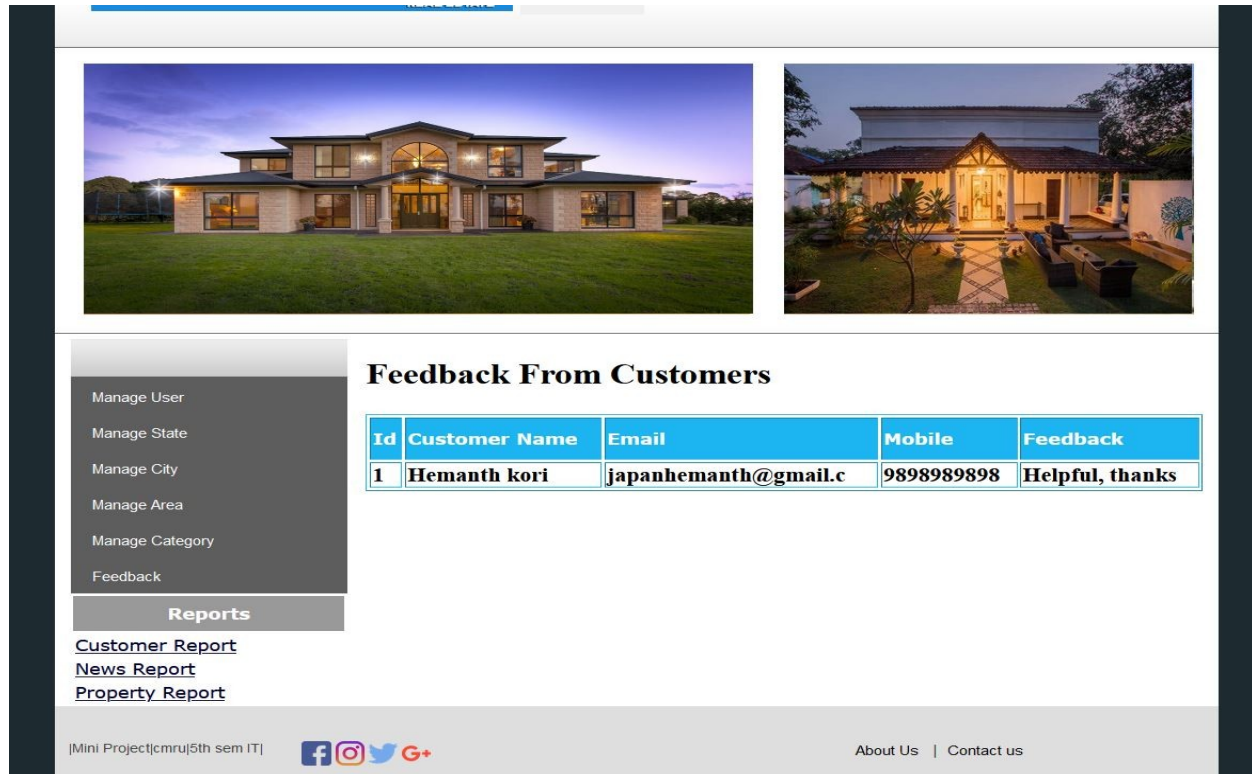 Feedback From Customers
Manage User
Manage State
Manage City
Manage Area
Manage Category
Feedback
Id Customer Name Email Mobile Feedback
1 Hemanth kori japanhemanth@gmail.c 9898989898 Helpful, thanks
Reports
Customer Report
News Report
Property Report
|Mini Project|cmru|5th sem IT| G+ About Us | Contact us